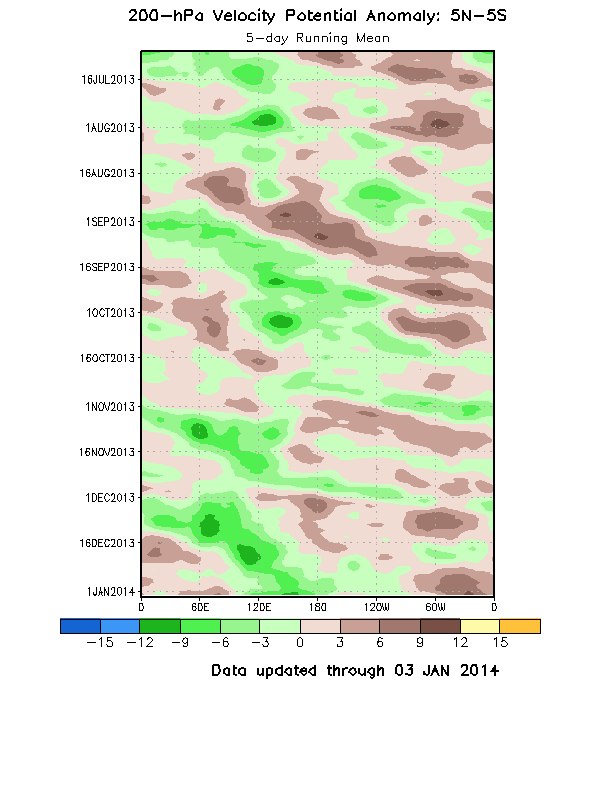 200-hPa Velocity Potential Anomaly: 5N-5S
5-day Running Mean
16JUL2013
1AUG2013
16AUG2013
1SEP2013
16SEP2013
1OCT2013
16OCT2013
1NOV2013
16NOV2013
1DEC2013
16DEC2013
1JAN2014
0 60E 120E 180 120W 60W 0
-15 -12 -9 -6 -3 0 3 6 9 12 15
Data updated through 03 JAN 2014